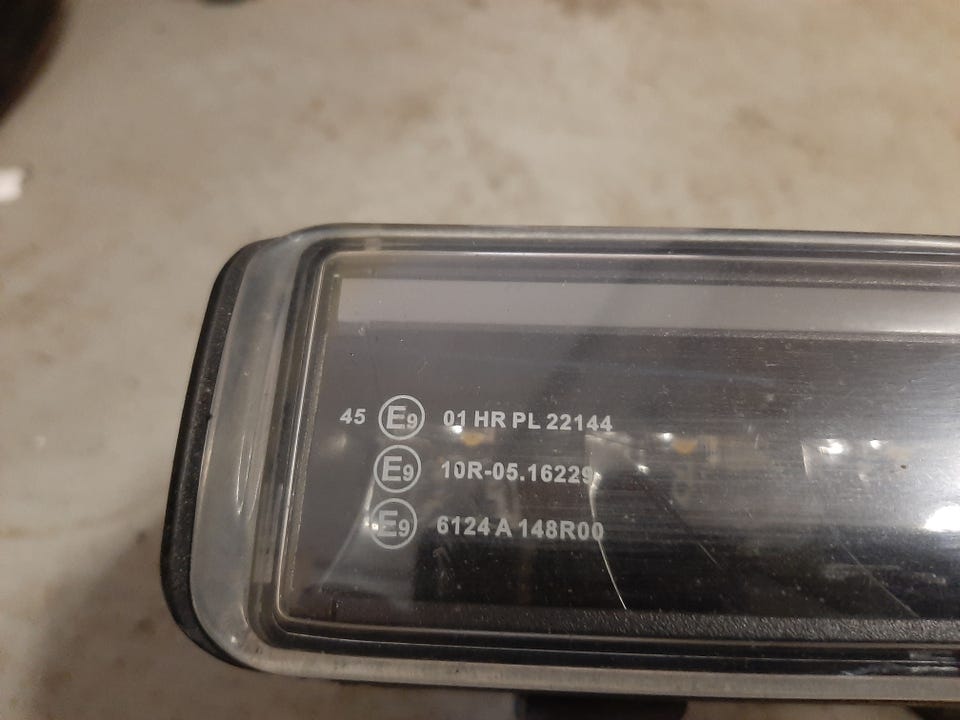 45 E9 01 HR PL 22144
E9 10R-05.16229
E9 6124 A 148R00